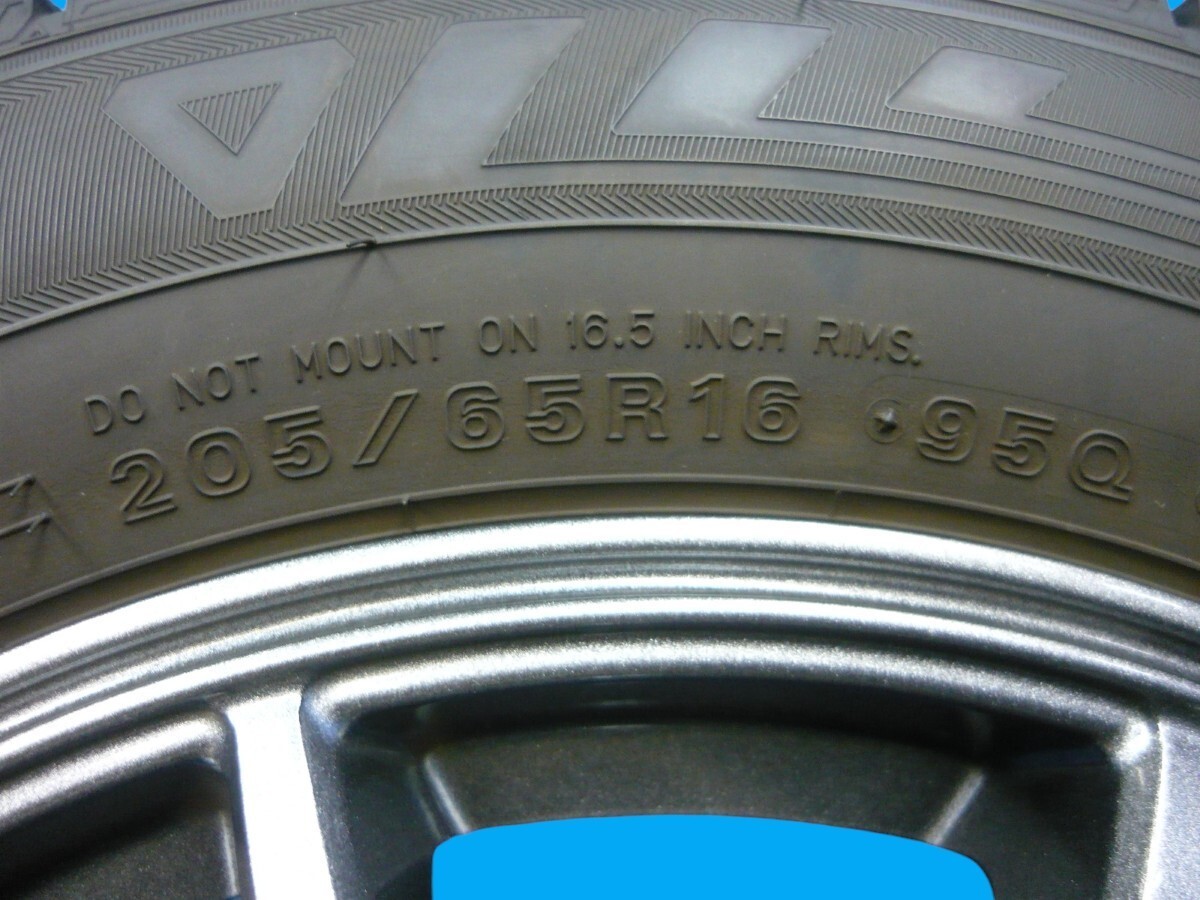 DO NOT MOUNT ON 16.5 INCH RIMS.
205/65R16 95Q